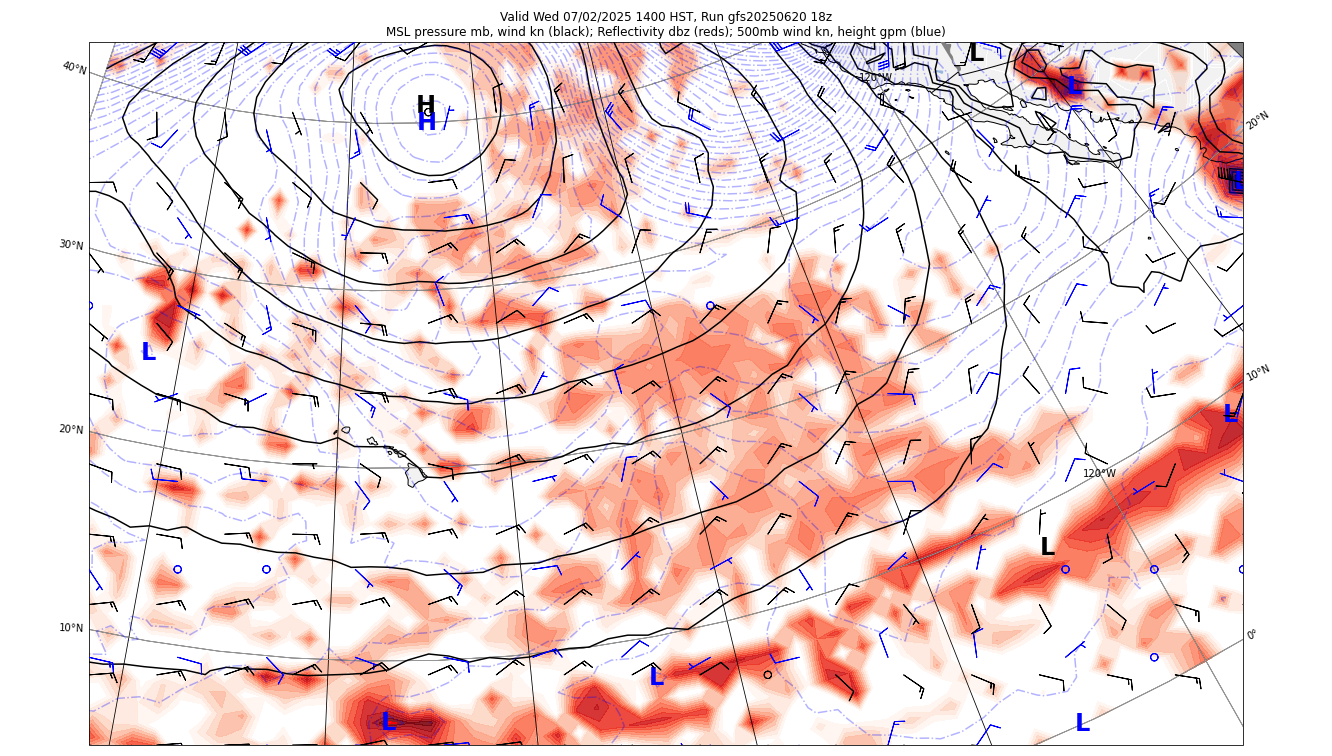 Valid Wed 07/02/2025 1400 HST, Run gfs20250620 18z
MSL pressure mb, wind kn (black); Reflectivity dbz (reds); 500mb wind kn, height gpm (blue)
L
40°N
120°W
L
H
H
20°N
30°N
L
10°N
L
20°N
120°W
L
10°N
0°
L
L
L